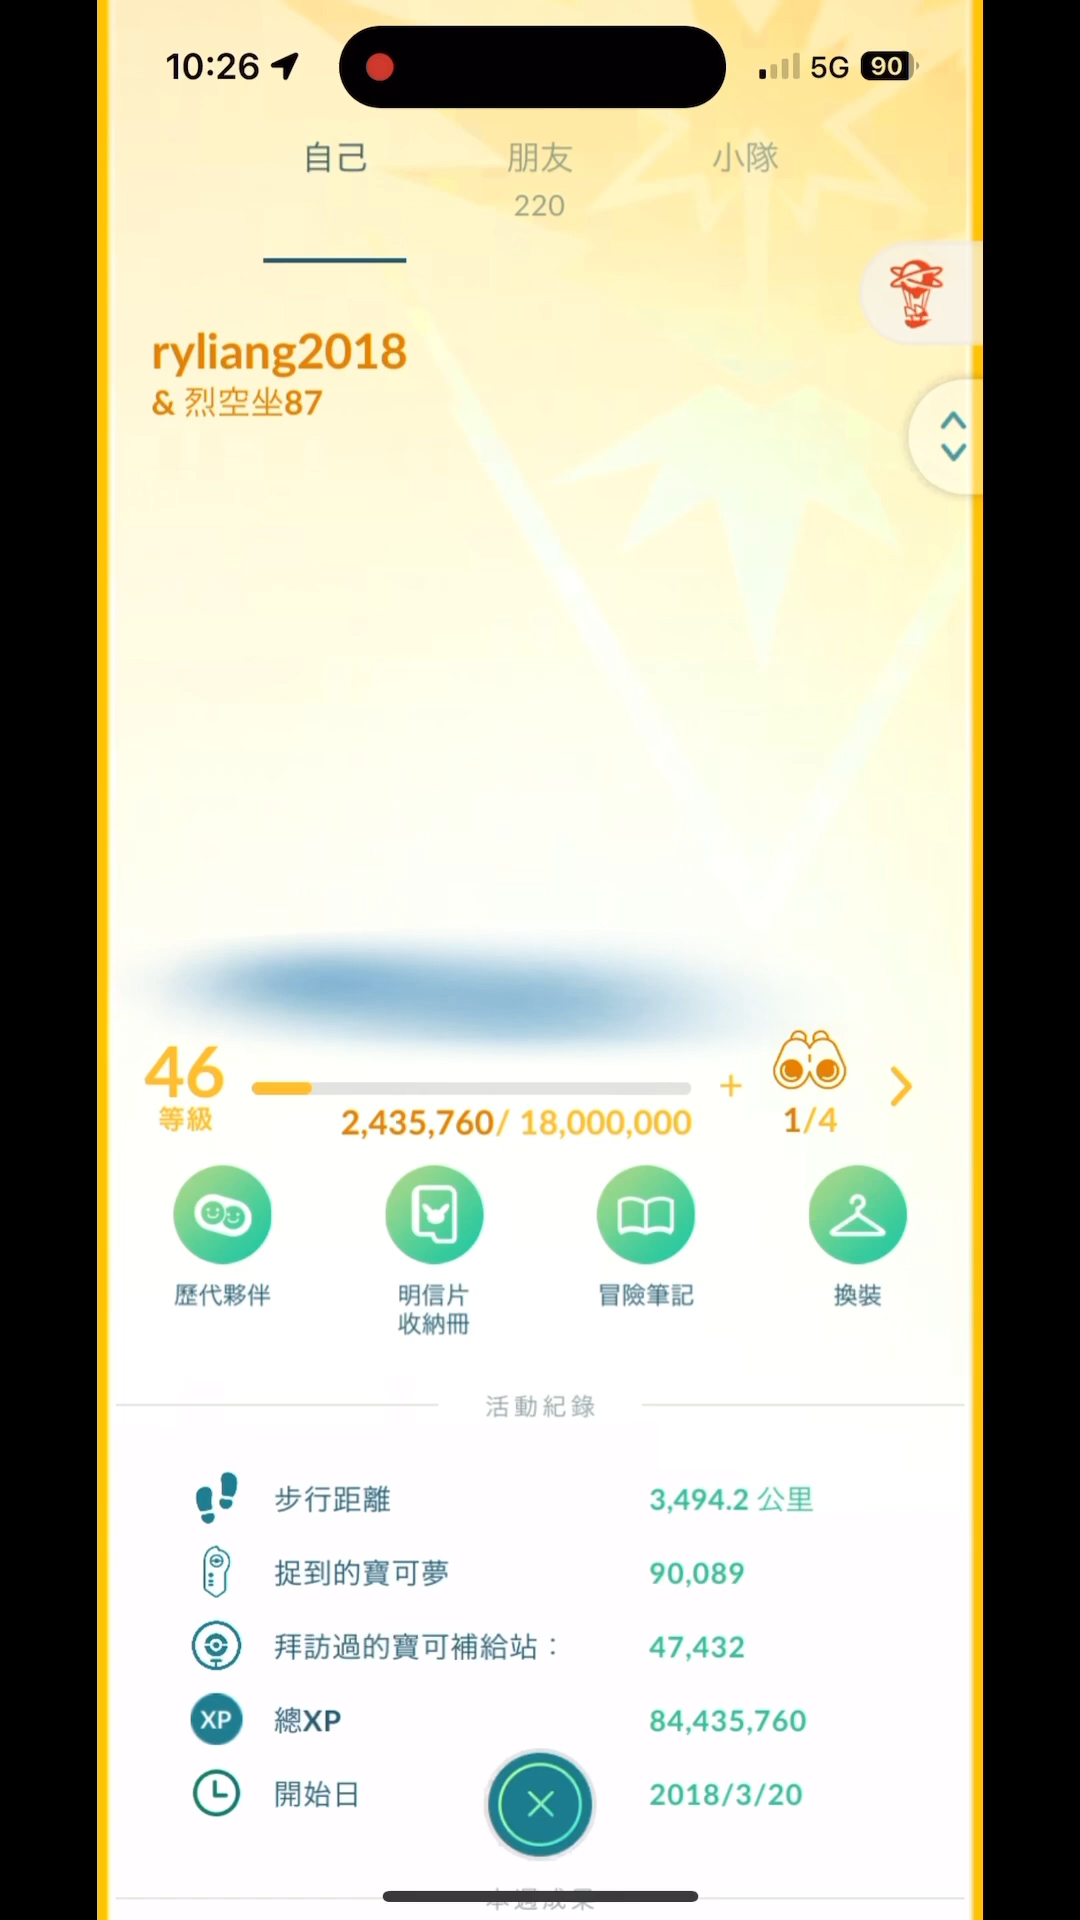 10:26
5G 90
自己 朋友 小隊
220
ryliang2018
& 烈空坐87
46
等級
2,435,760/ 18,000,000
+
1/4
歷代夥伴
明信片
收納冊
冒險筆記
換裝
活動紀錄
步行距離 3,494.2 公里
捉到的寶可夢 90,089
拜訪過的寶可補給站： 47,432
XP 總XP 84,435,760
開始日 2018/3/20
本週成果